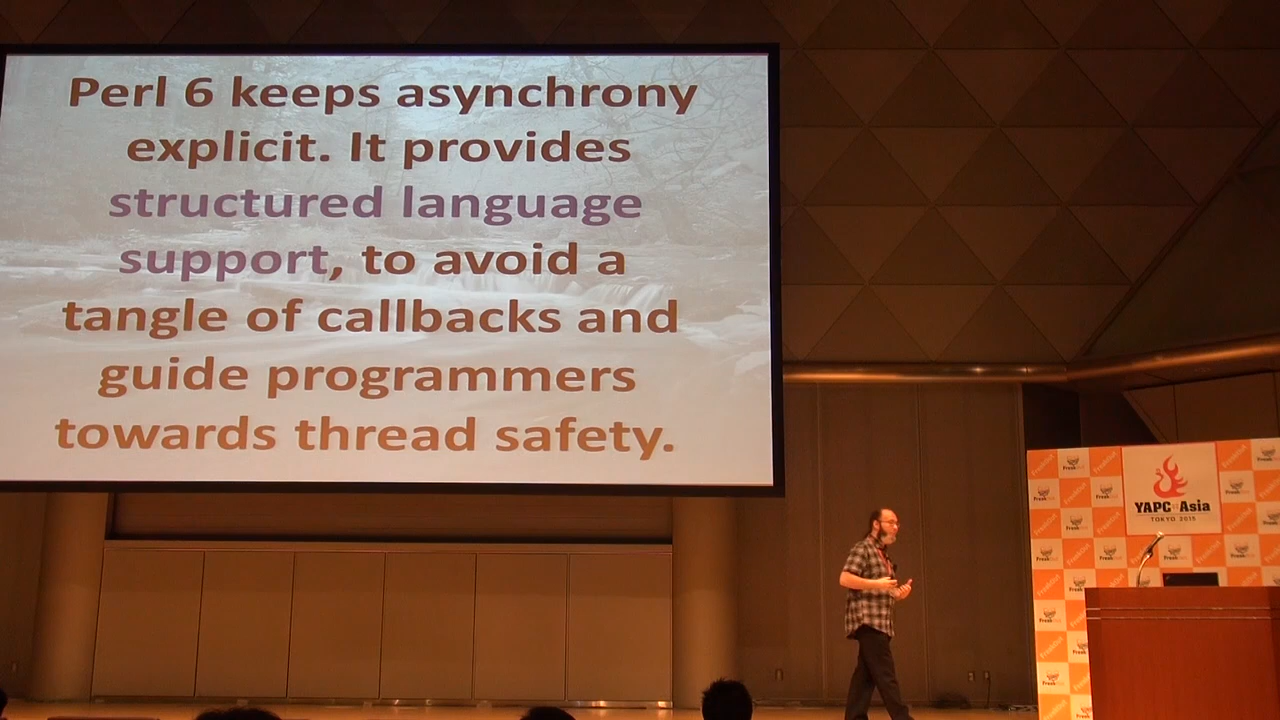 Perl 6 keeps asynchrony
explicit. It provides
structured language
support, to avoid a
tangle of callbacks and
guide programmers
towards thread safety.
YAPC::Asia
TOKYO 2015
FreakOut